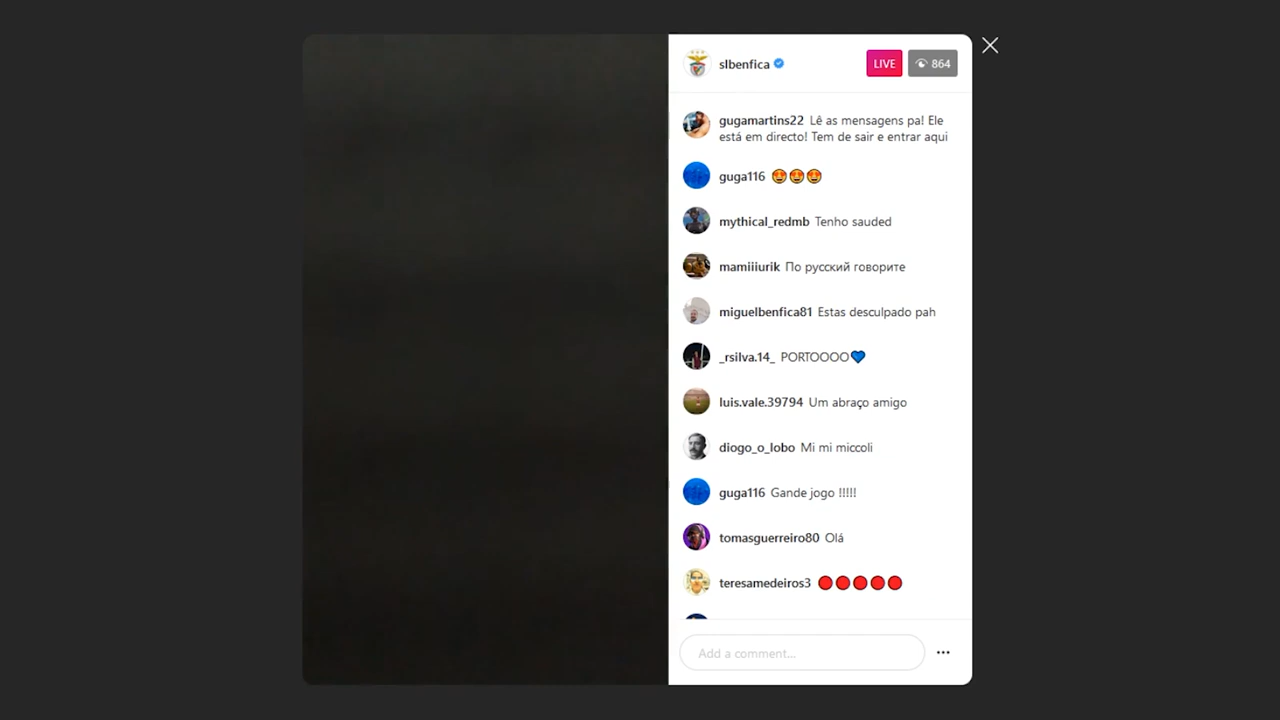 slbenfica
LIVE
864
gugamartins22 Lê as mensagens pa! Ele
está em directo! Tem de sair e entrar aqui
guga116 😍😍😍
mythical_redmb Tenho sauded
mamiiiurik По русский говорите
miguelbenfica81 Estas desculpado pah
_rsilva.14_ PORTOOOO💙
luis.vale.39794 Um abraço amigo
diogo_o_lobo Mi mi miccoli
guga116 Gande jogo !!!!!
tomasguerreiro80 Olá
teresamedeiros3 🔴🔴🔴🔴🔴
Add a comment...